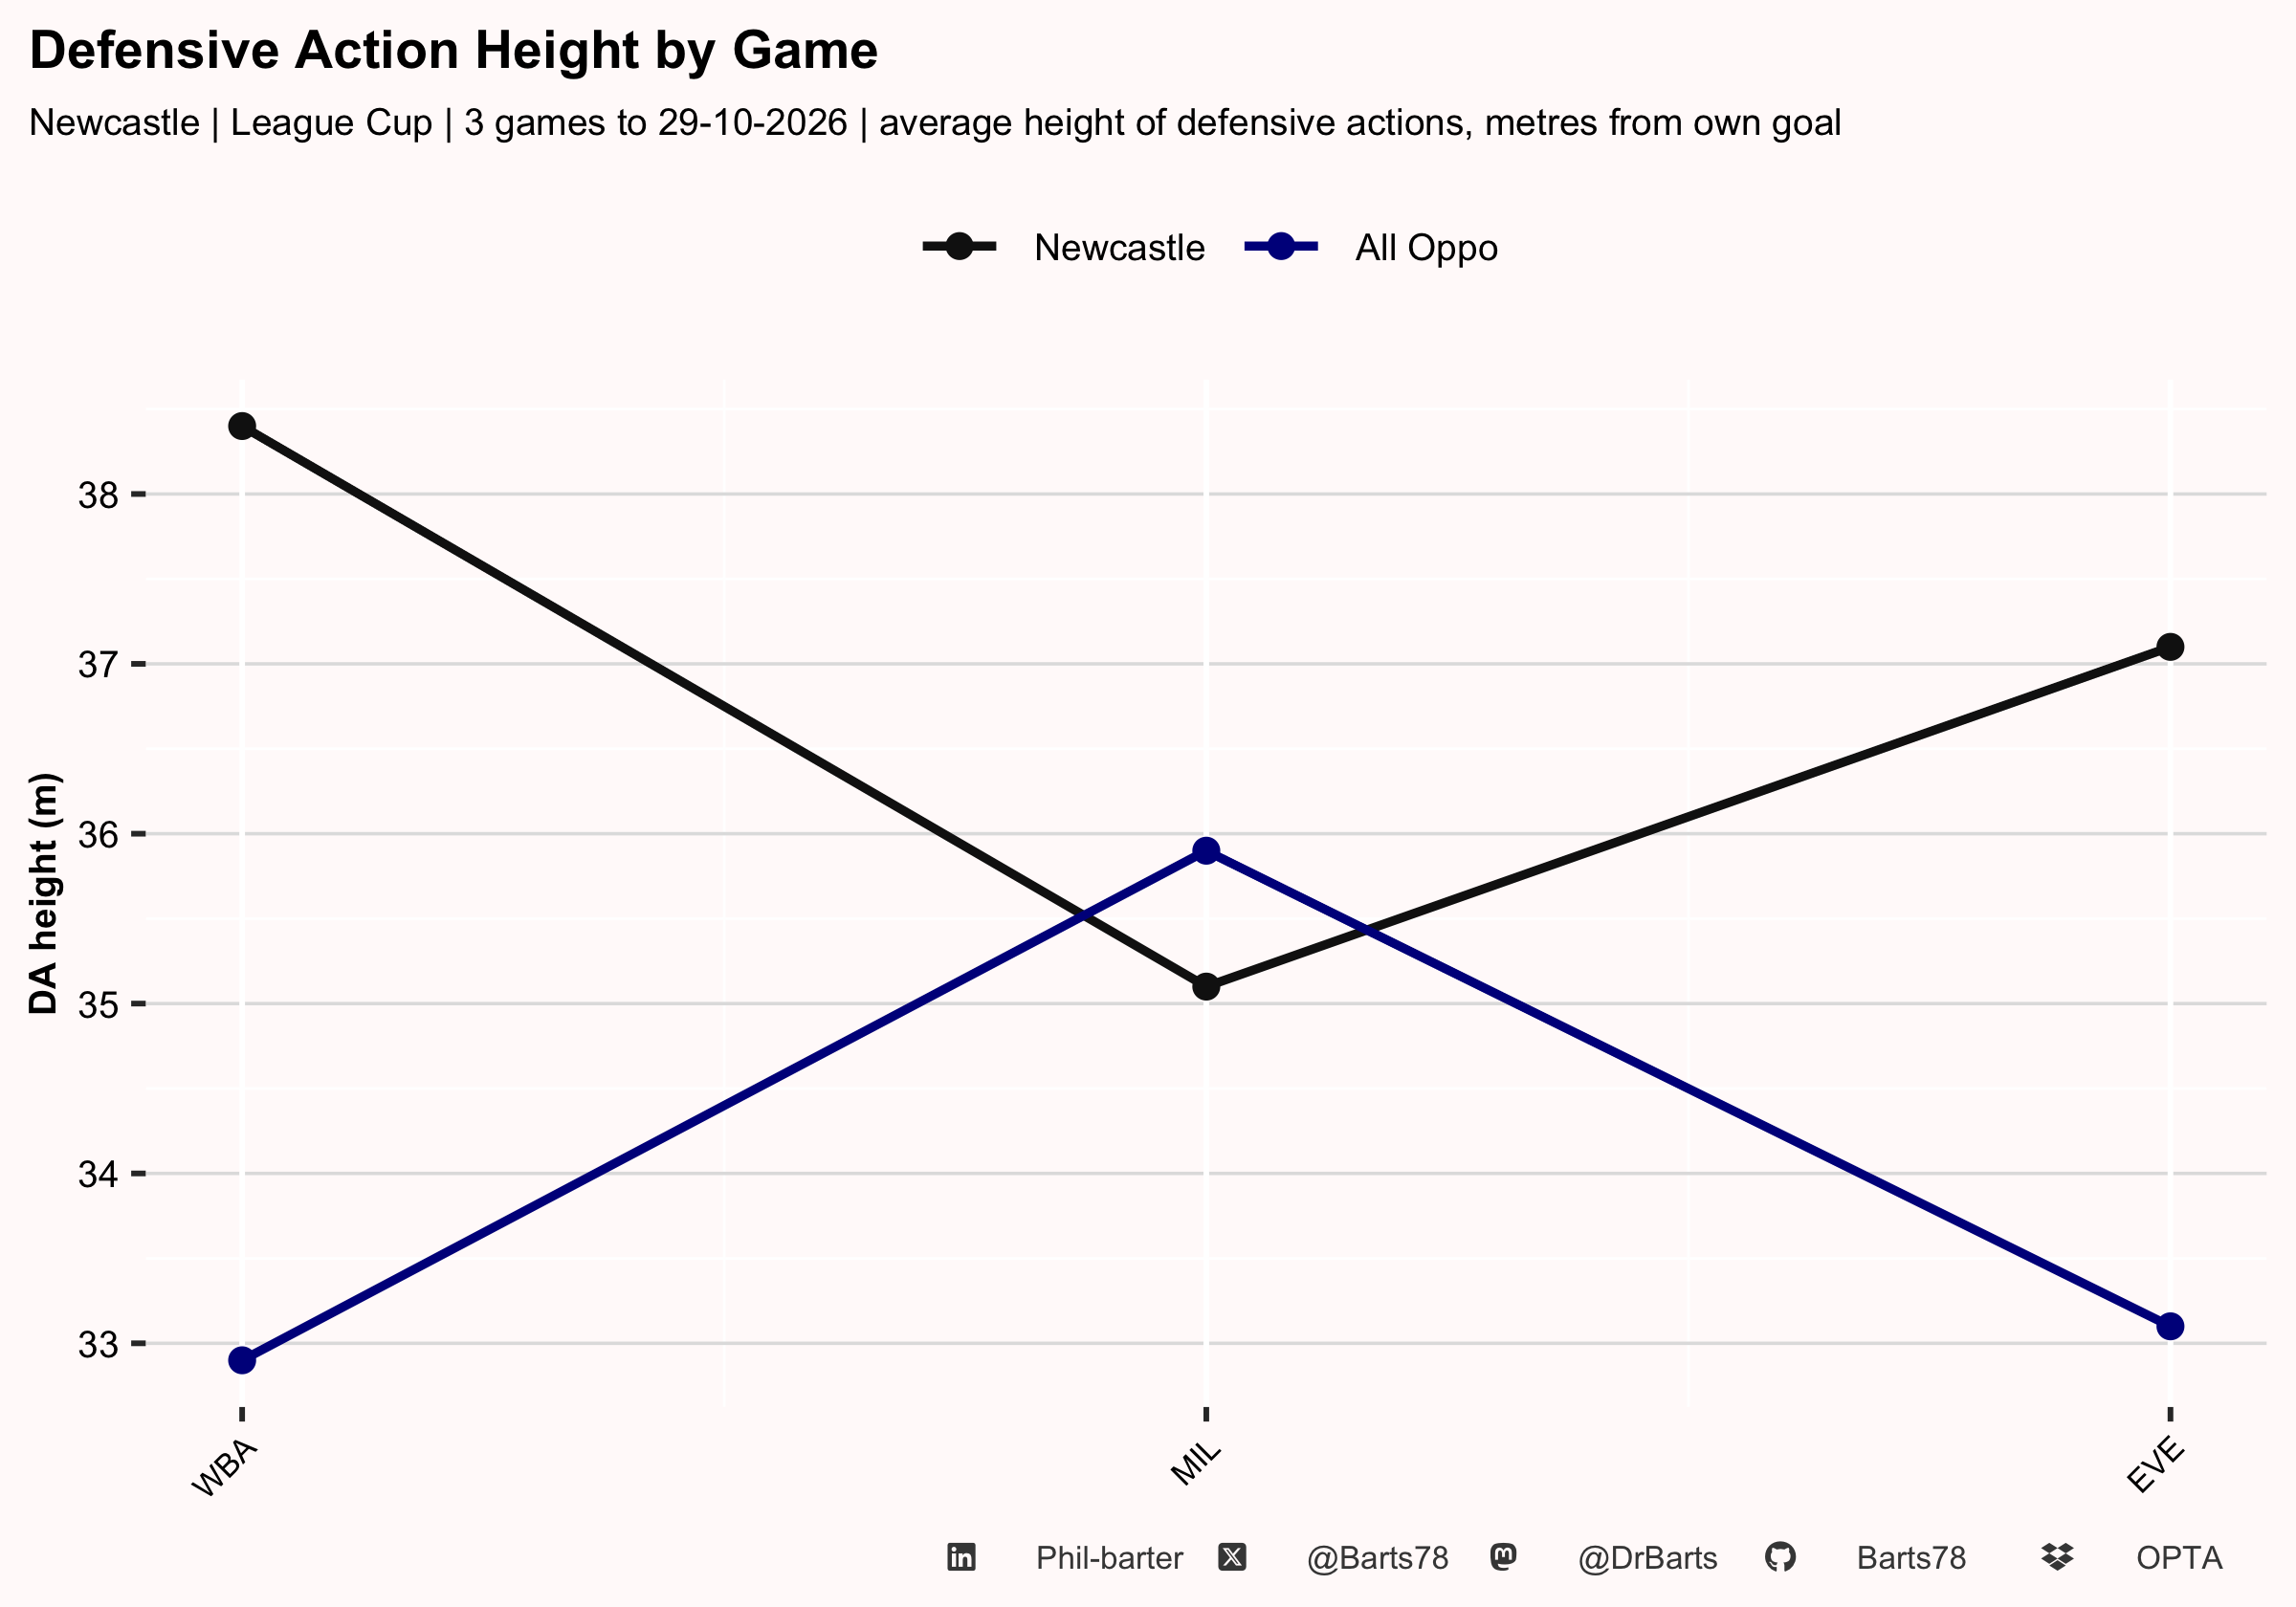 Defensive Action Height by Game
Newcastle | League Cup | 3 games to 29-10-2026 | average height of defensive actions, metres from own goal
Newcastle All Oppo
38
37
36
35
34
33
DA height (m)
WBA MIL EVE
Phil-barter @Barts78 @DrBarts Barts78 OPTA